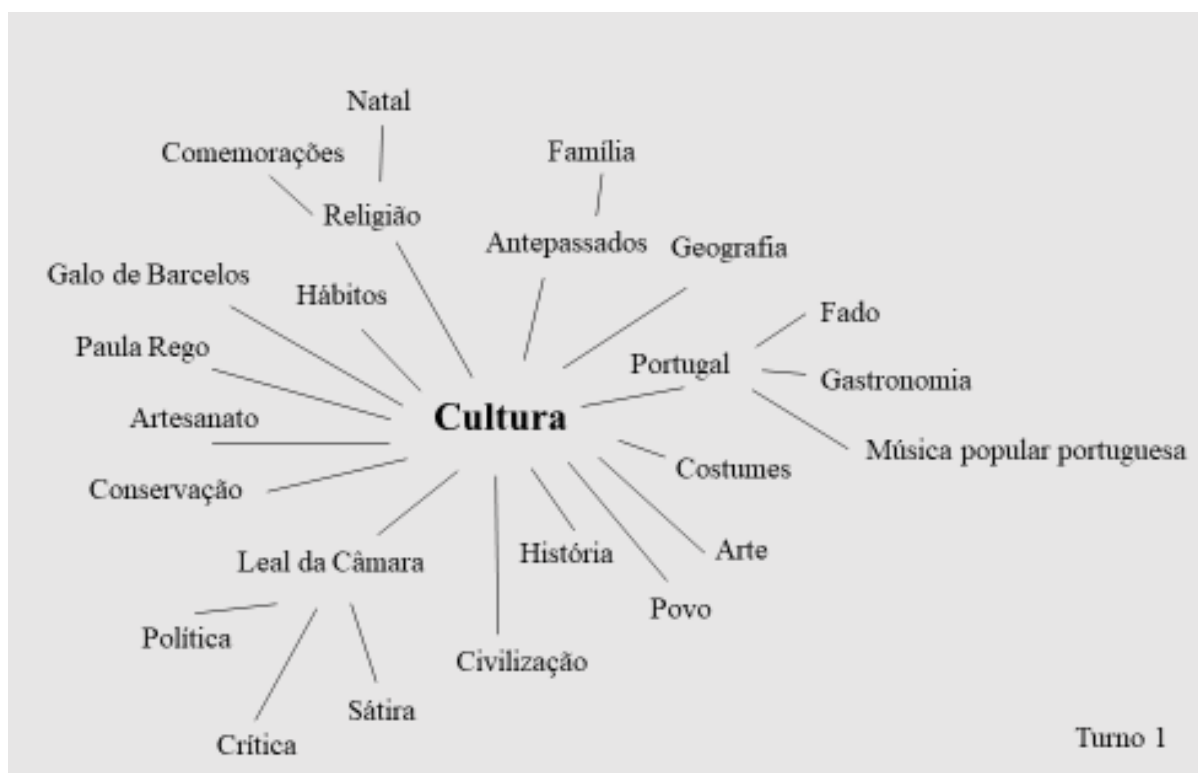 Natal
Comemorações
Família
Religião
Antepassados
Geografia
Galo de Barcelos
Hábitos
Fado
Paula Rego
Portugal
Gastronomia
Artesanato
Cultura
Música popular portuguesa
Costumes
Conservação
História
Arte
Leal da Câmara
Povo
Política
Civilização
Sátira
Crítica
Turno 1